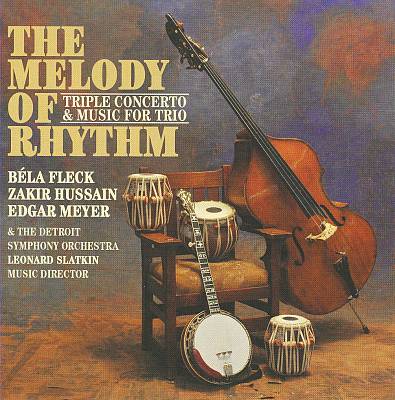 THE
MELODY
OF
TRIPLE CONCERTO
& MUSIC FOR TRIO
RHYTHM
BÉLA FLECK
ZAKIR HUSSAIN
EDGAR MEYER
& THE DETROIT
SYMPHONY ORCHESTRA
LEONARD SLATKIN
MUSIC DIRECTOR